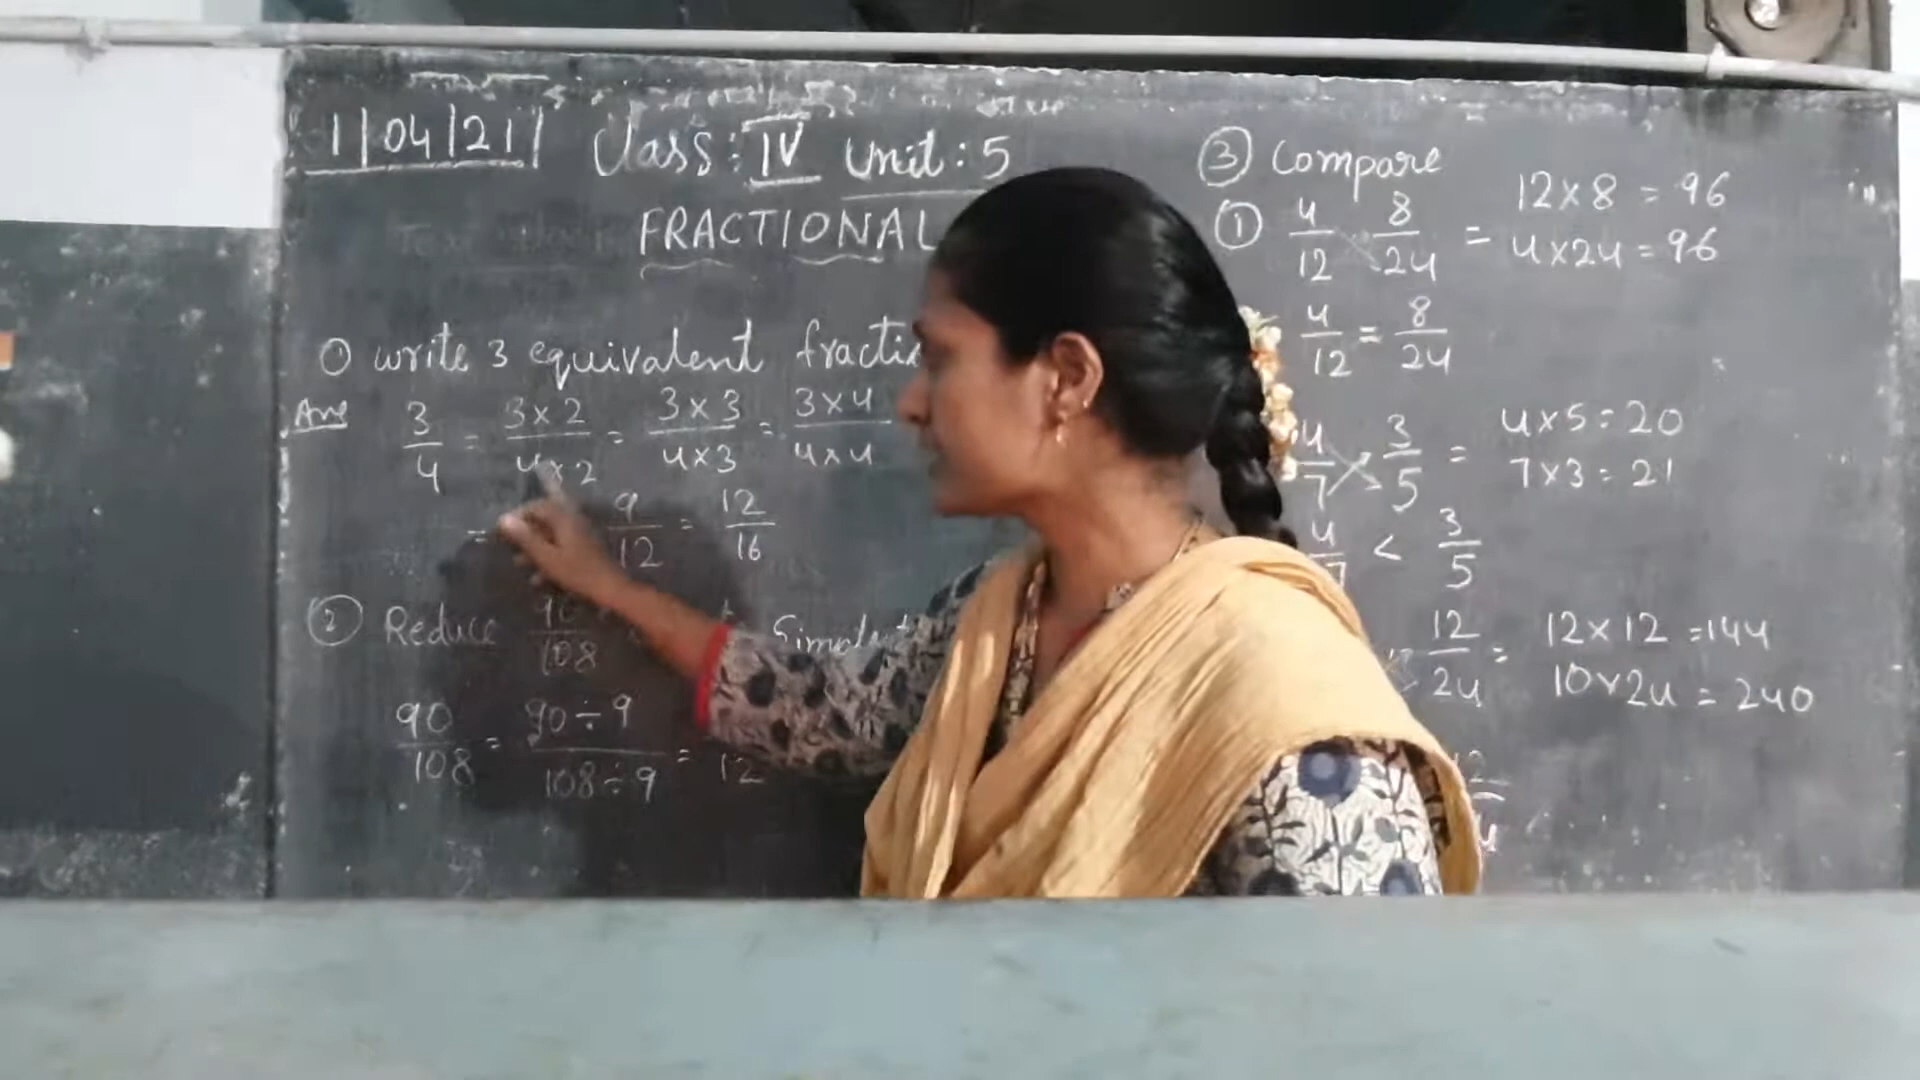 1|04|21|
Class: IV Unit: 5
FRACTIONAL
① write 3 equivalent
Ans 3/4 = 3×2/4×2 = 3×3/4×3 = 3×4/4×4
= 9/12 = 12/16
② Reduce 90/108
90/108 = 90÷9/108÷9 = 12
③ Compare
① 4/12 8/24 = 12×8 = 96
4×24 = 96
4/12 = 8/24
4/7 3/5 = 4×5 = 20
7×3 = 21
4/7 < 3/5
12/24 = 12×12 = 144
10×24 = 240